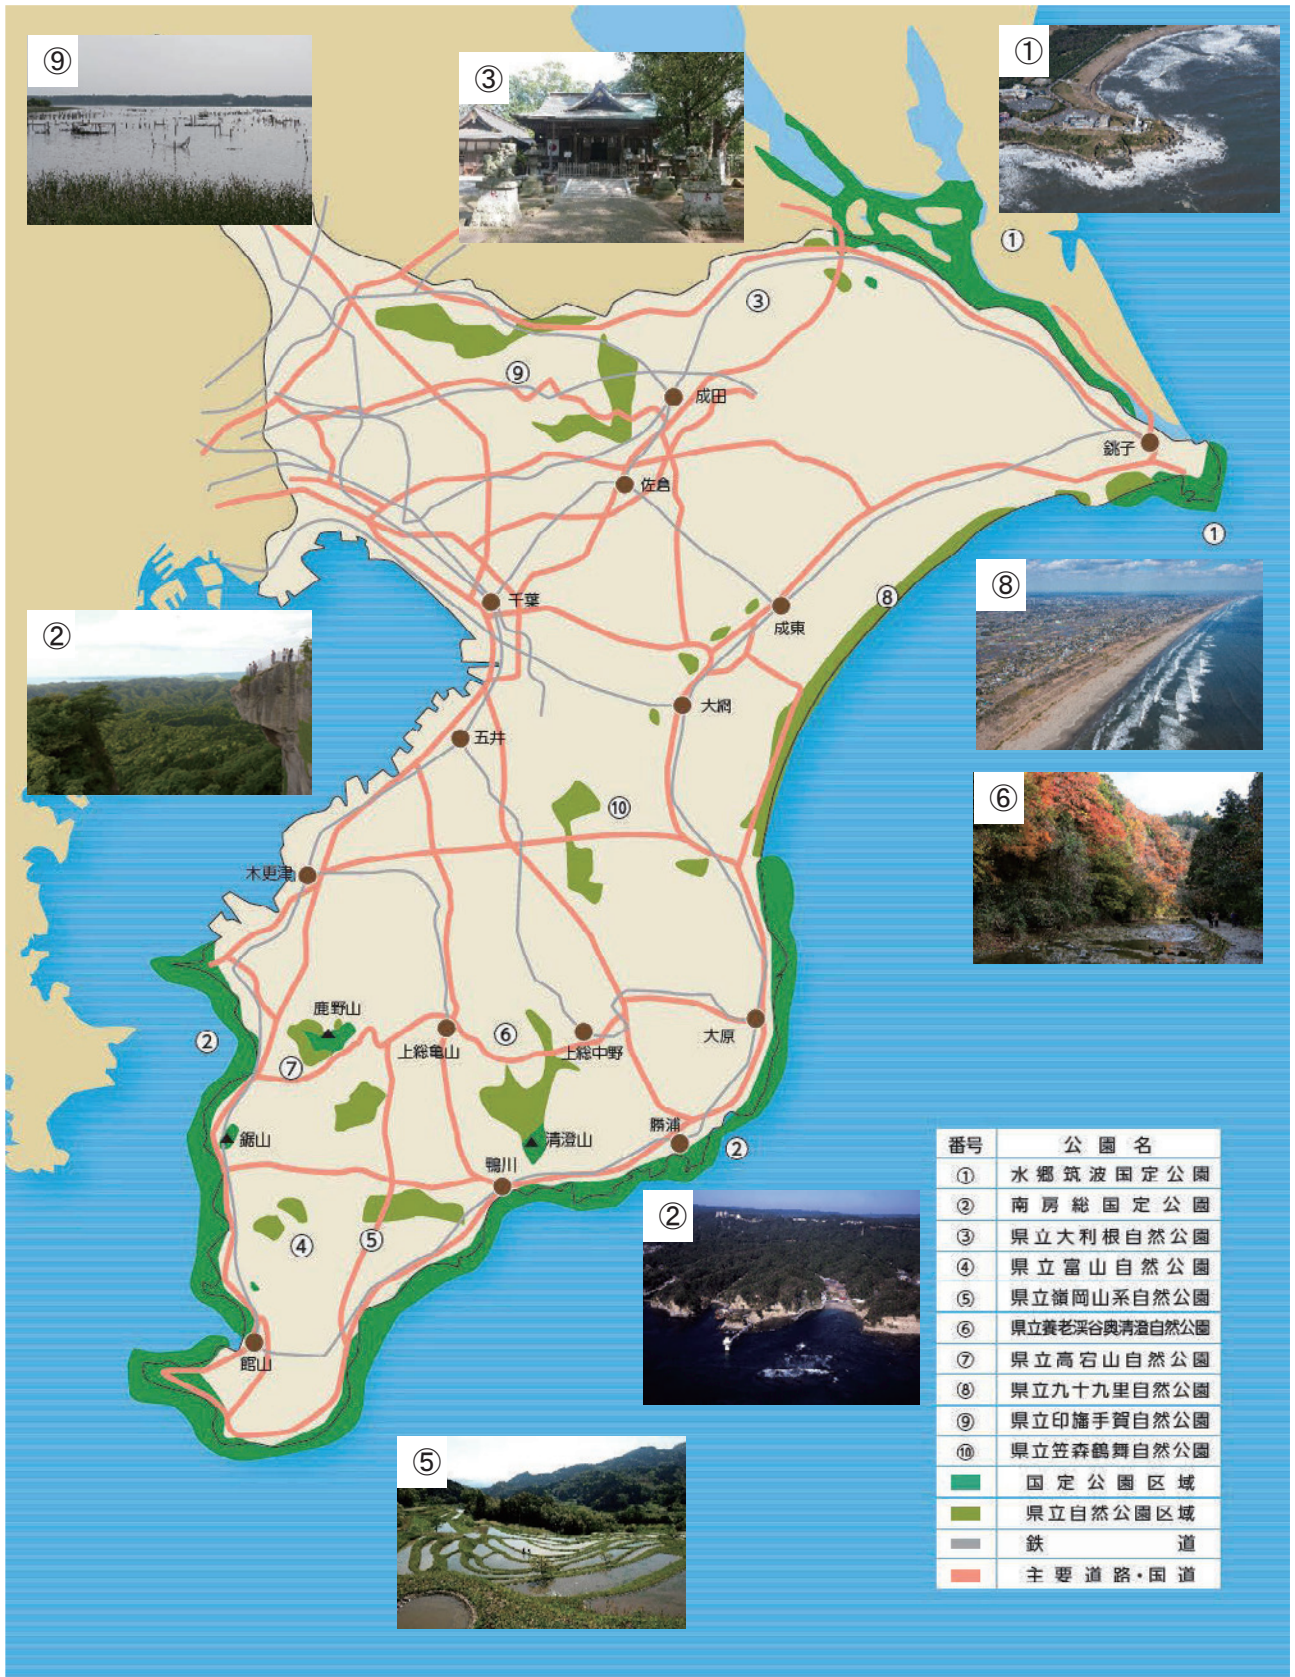 ⑨
③
①
①
③
⑨
成田
銚子
佐倉
①
千葉
⑧
成東
⑧
②
大網
五井
⑥
⑩
木更津
鹿野山
②
⑥
大原
上総亀山
上総中野
⑦
勝浦
鋸山
清澄山
②
鴨川
②
④
⑤
館山
⑤
番号 公園名
① 水郷筑波国定公園
② 南房総国定公園
③ 県立大利根自然公園
④ 県立富山自然公園
⑤ 県立嶺岡山系自然公園
⑥ 県立養老渓谷奥清澄自然公園
⑦ 県立高宕山自然公園
⑧ 県立九十九里自然公園
⑨ 県立印旛手賀自然公園
⑩ 県立笠森鶴舞自然公園
国定公園区域
県立自然公園区域
鉄道
主要道路・国道